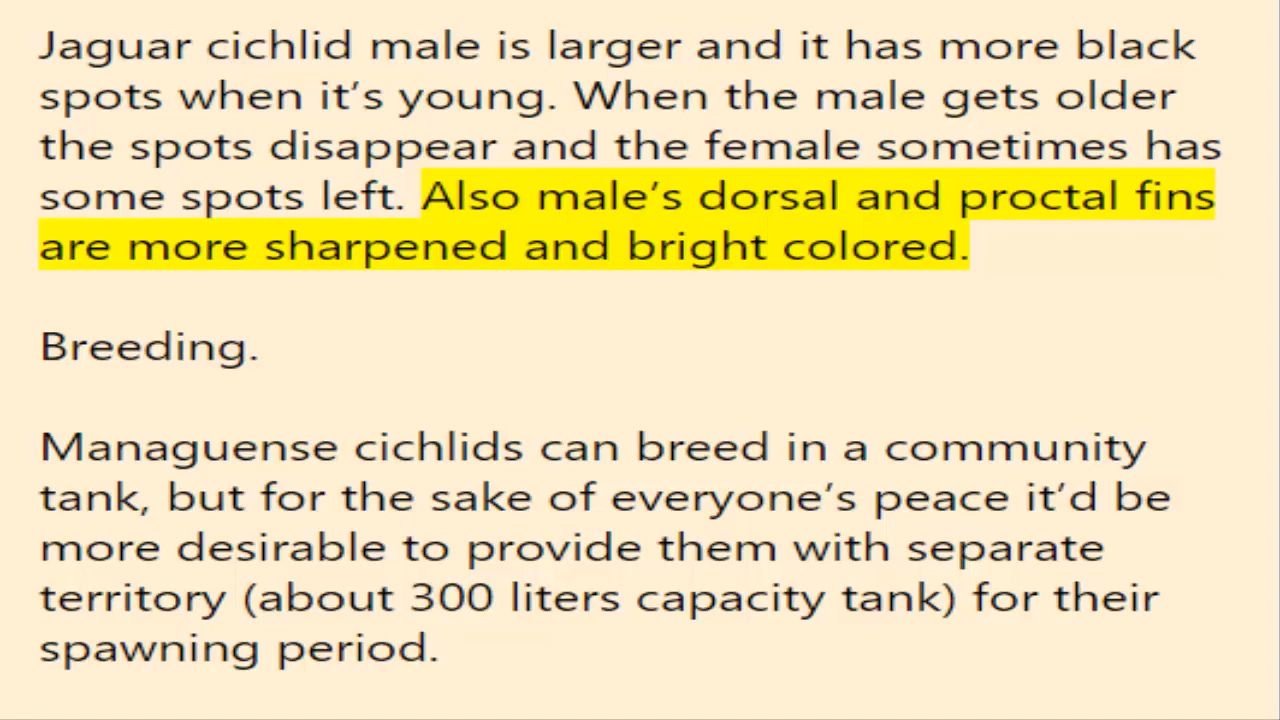 Jaguar cichlid male is larger and it has more black
spots when it’s young. When the male gets older
the spots disappear and the female sometimes has
some spots left. Also male’s dorsal and proctal fins
are more sharpened and bright colored.
Breeding.
Managuense cichlids can breed in a community
tank, but for the sake of everyone’s peace it’d be
more desirable to provide them with separate
territory (about 300 liters capacity tank) for their
spawning period.